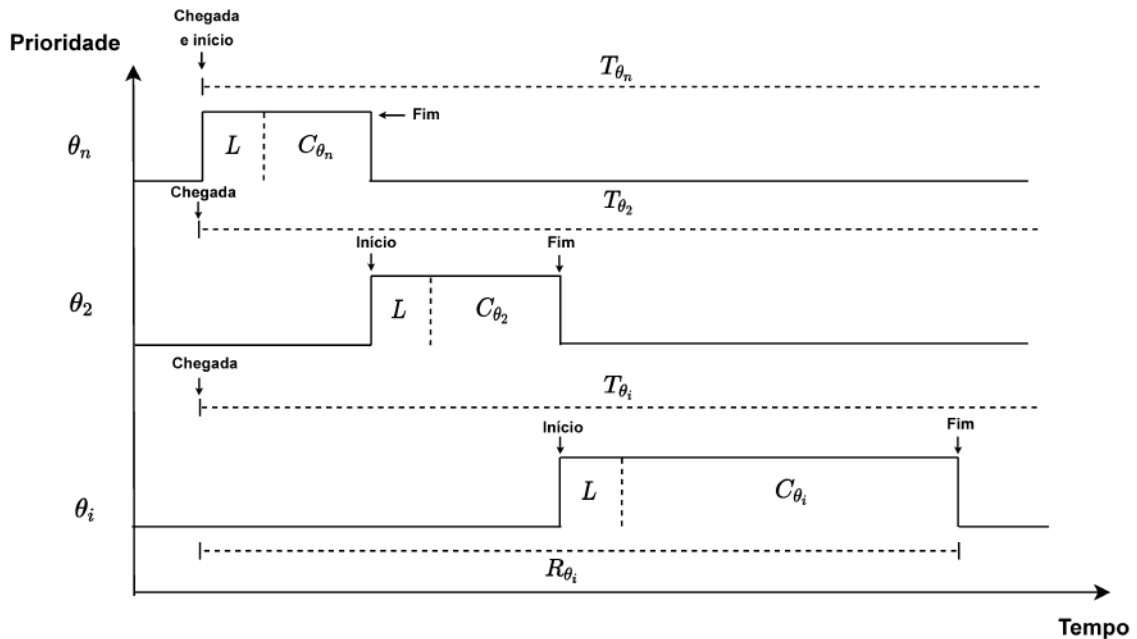 Chegada
e início
Prioridade
T_{θ_n}
Fim
θ_n
L
C_{θ_n}
Chegada
T_{θ_2}
Início
Fim
θ_2
L
C_{θ_2}
Chegada
T_{θ_i}
Início
Fim
θ_i
L
C_{θ_i}
R_{θ_i}
Tempo